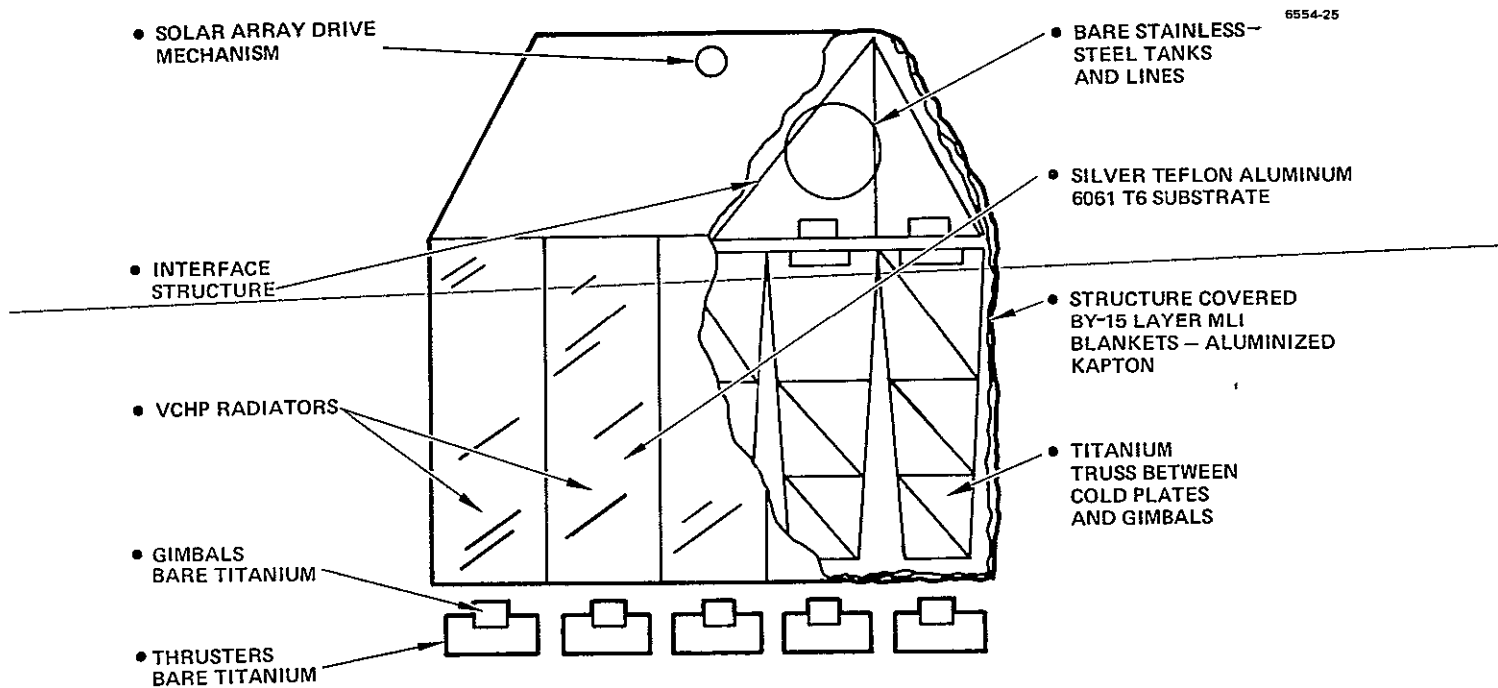 6554-25
• SOLAR ARRAY DRIVE
MECHANISM
• BARE STAINLESS-
STEEL TANKS
AND LINES
• SILVER TEFLON ALUMINUM
6061 T6 SUBSTRATE
• INTERFACE
STRUCTURE
• STRUCTURE COVERED
BY-15 LAYER MLI
BLANKETS – ALUMINIZED
KAPTON
• VCHP RADIATORS
• TITANIUM
TRUSS BETWEEN
COLD PLATES
AND GIMBALS
• GIMBALS
BARE TITANIUM
• THRUSTERS
BARE TITANIUM